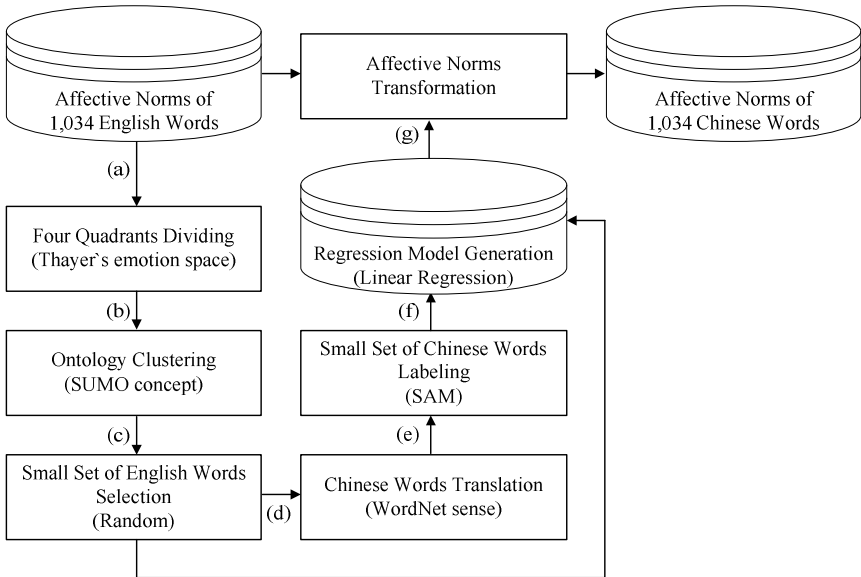 Affective Norms of
1,034 English Words
Affective Norms
Transformation
Affective Norms of
1,034 Chinese Words
(a)
(g)
Four Quadrants Dividing
(Thayer`s emotion space)
Regression Model Generation
(Linear Regression)
(b)
(f)
Ontology Clustering
(SUMO concept)
Small Set of Chinese Words
Labeling
(SAM)
(c)
(e)
Small Set of English Words
Selection
(Random)
(d)
Chinese Words Translation
(WordNet sense)